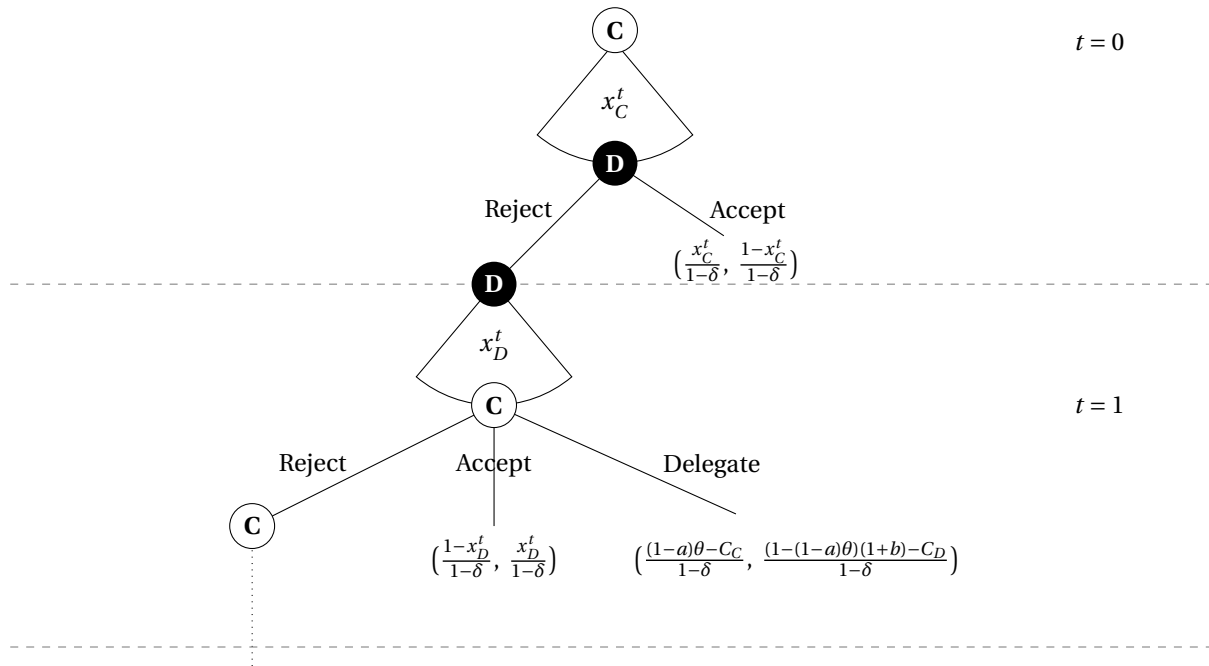 C
t = 0
x_C^t
D
Reject
Accept
(x_C^t/1−δ, 1−x_C^t/1−δ)
D
x_D^t
C
t = 1
Reject
Accept
Delegate
C
(1−x_D^t/1−δ, x_D^t/1−δ)
((1−a)θ−C_C/1−δ, (1−(1−a)θ)(1+b)−C_D/1−δ)